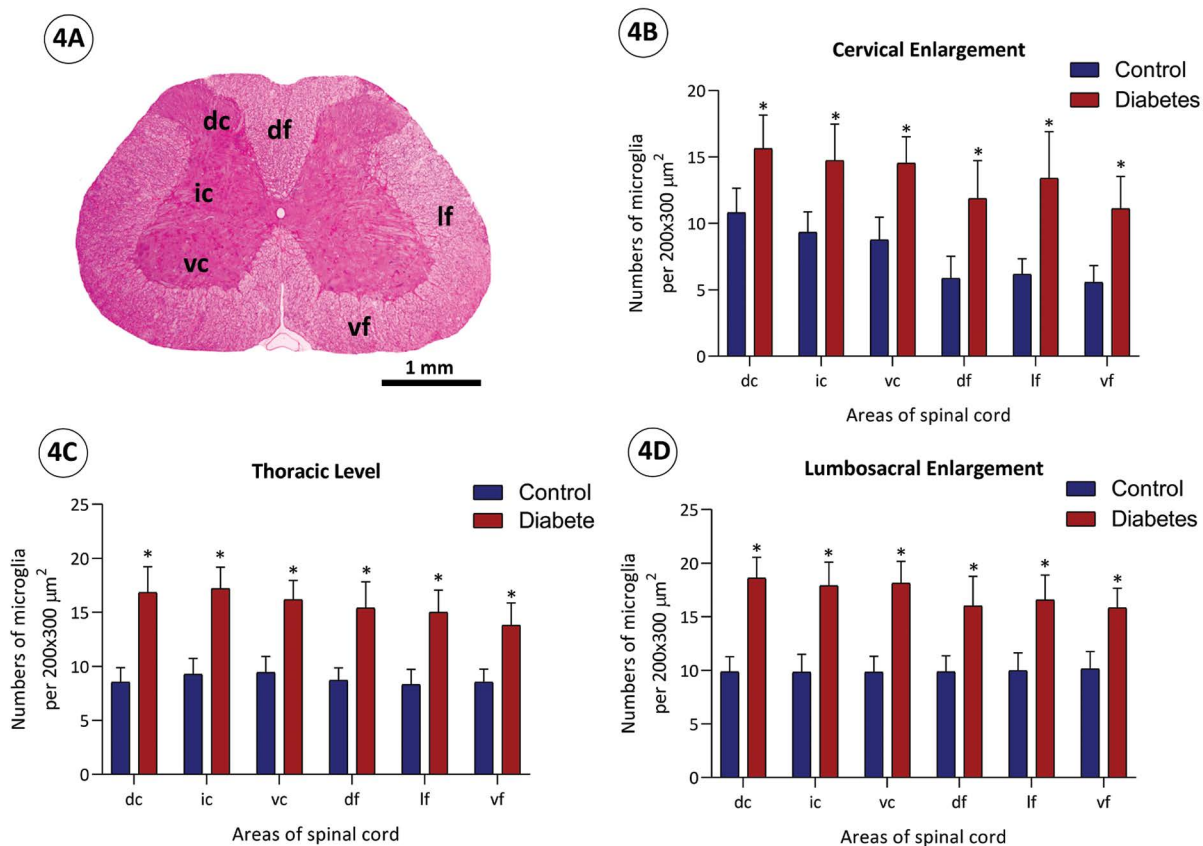 4A
dc
df
ic
lf
vc
vf
1 mm
4B
Cervical Enlargement
Control
Diabetes
Numbers of microglia
per 200x300 μm²
20
15
10
5
0
* * * * * *
dc ic vc df lf vf
Areas of spinal cord
4C
Thoracic Level
Control
Diabete
Numbers of microglia
per 200x300 μm²
25
20
15
10
5
0
* * * * * *
dc ic vc df lf vf
Areas of spinal cord
4D
Lumbosacral Enlargement
Control
Diabetes
Numbers of microglia
per 200x300 μm²
25
20
15
10
5
0
* * * * * *
dc ic vc df lf vf
Areas of spinal cord